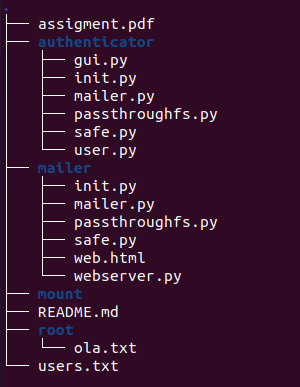 .
assigment.pdf
authenticator
gui.py
init.py
mailer.py
passthroughfs.py
safe.py
user.py
mailer
init.py
mailer.py
passthroughfs.py
safe.py
web.html
webserver.py
mount
README.md
root
ola.txt
users.txt